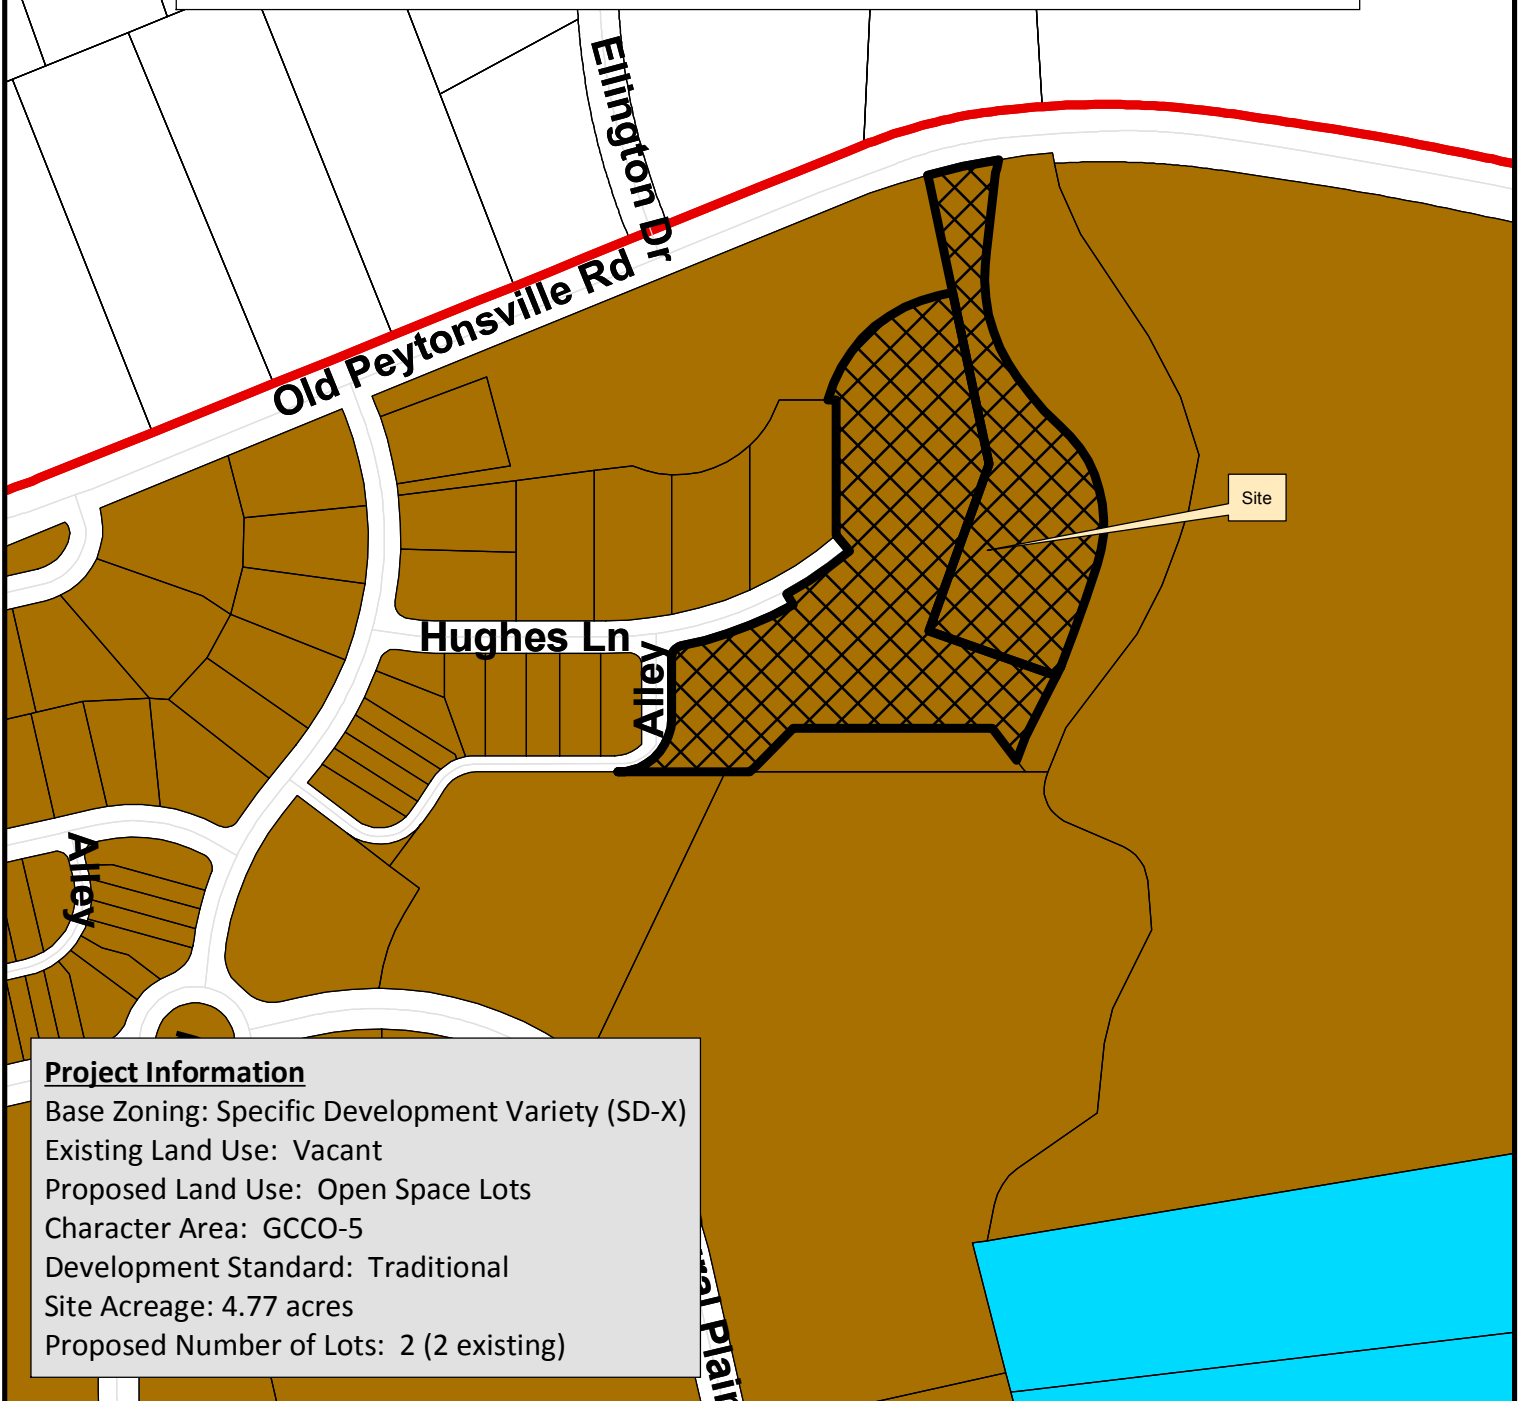 Ellington Dr
Old Peytonsville Rd
Site
Hughes Ln
Alley
Alley
Project Information
Base Zoning: Specific Development Variety (SD-X)
Existing Land Use: Vacant
Proposed Land Use: Open Space Lots
Character Area: GCCO-5
Development Standard: Traditional
Site Acreage: 4.77 acres
Proposed Number of Lots: 2 (2 existing)